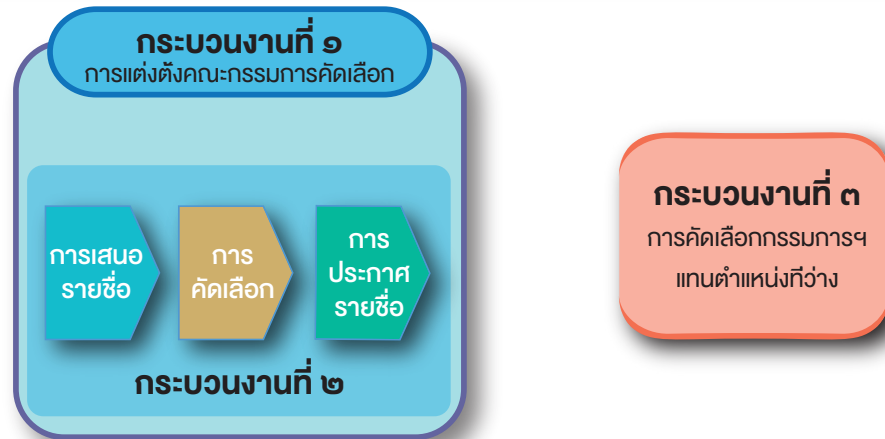 กระบวนงานที่ ๑
การแต่งตั้งคณะกรรมการคัดเลือก
การเสนอ
รายชื่อ
การ
คัดเลือก
การ
ประกาศ
รายชื่อ
กระบวนงานที่ ๒
กระบวนงานที่ ๓
การคัดเลือกกรรมการฯ
แทนตำแหน่งที่ว่าง